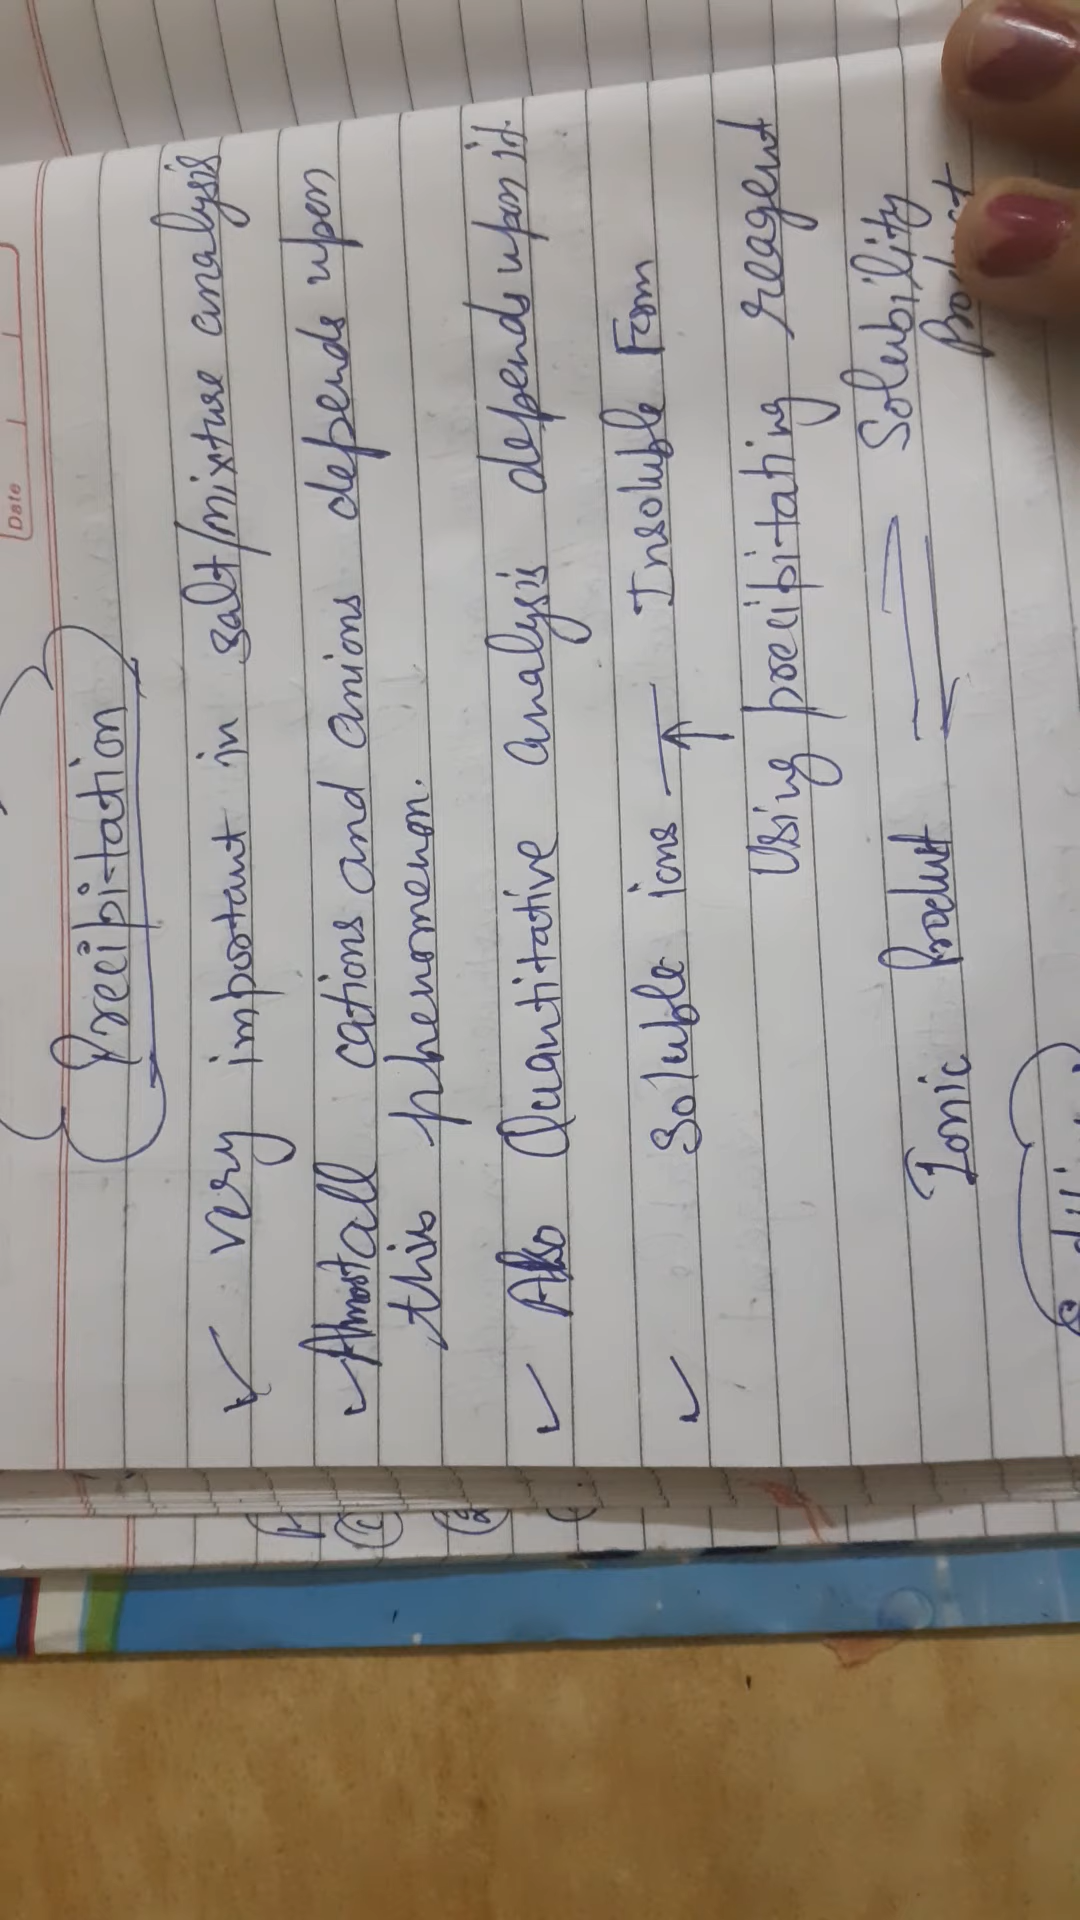 Date
Precipitation
✓ Very important in salt/mixture analysis
✓ Almost all cations and anions depends upon
this phenomenon.
✓ Also Quantitative analysis depends upon it.
✓ Soluble ions → Insoluble Form
Using precipitating reagent
Ionic Product ⇌ Solubility
Product